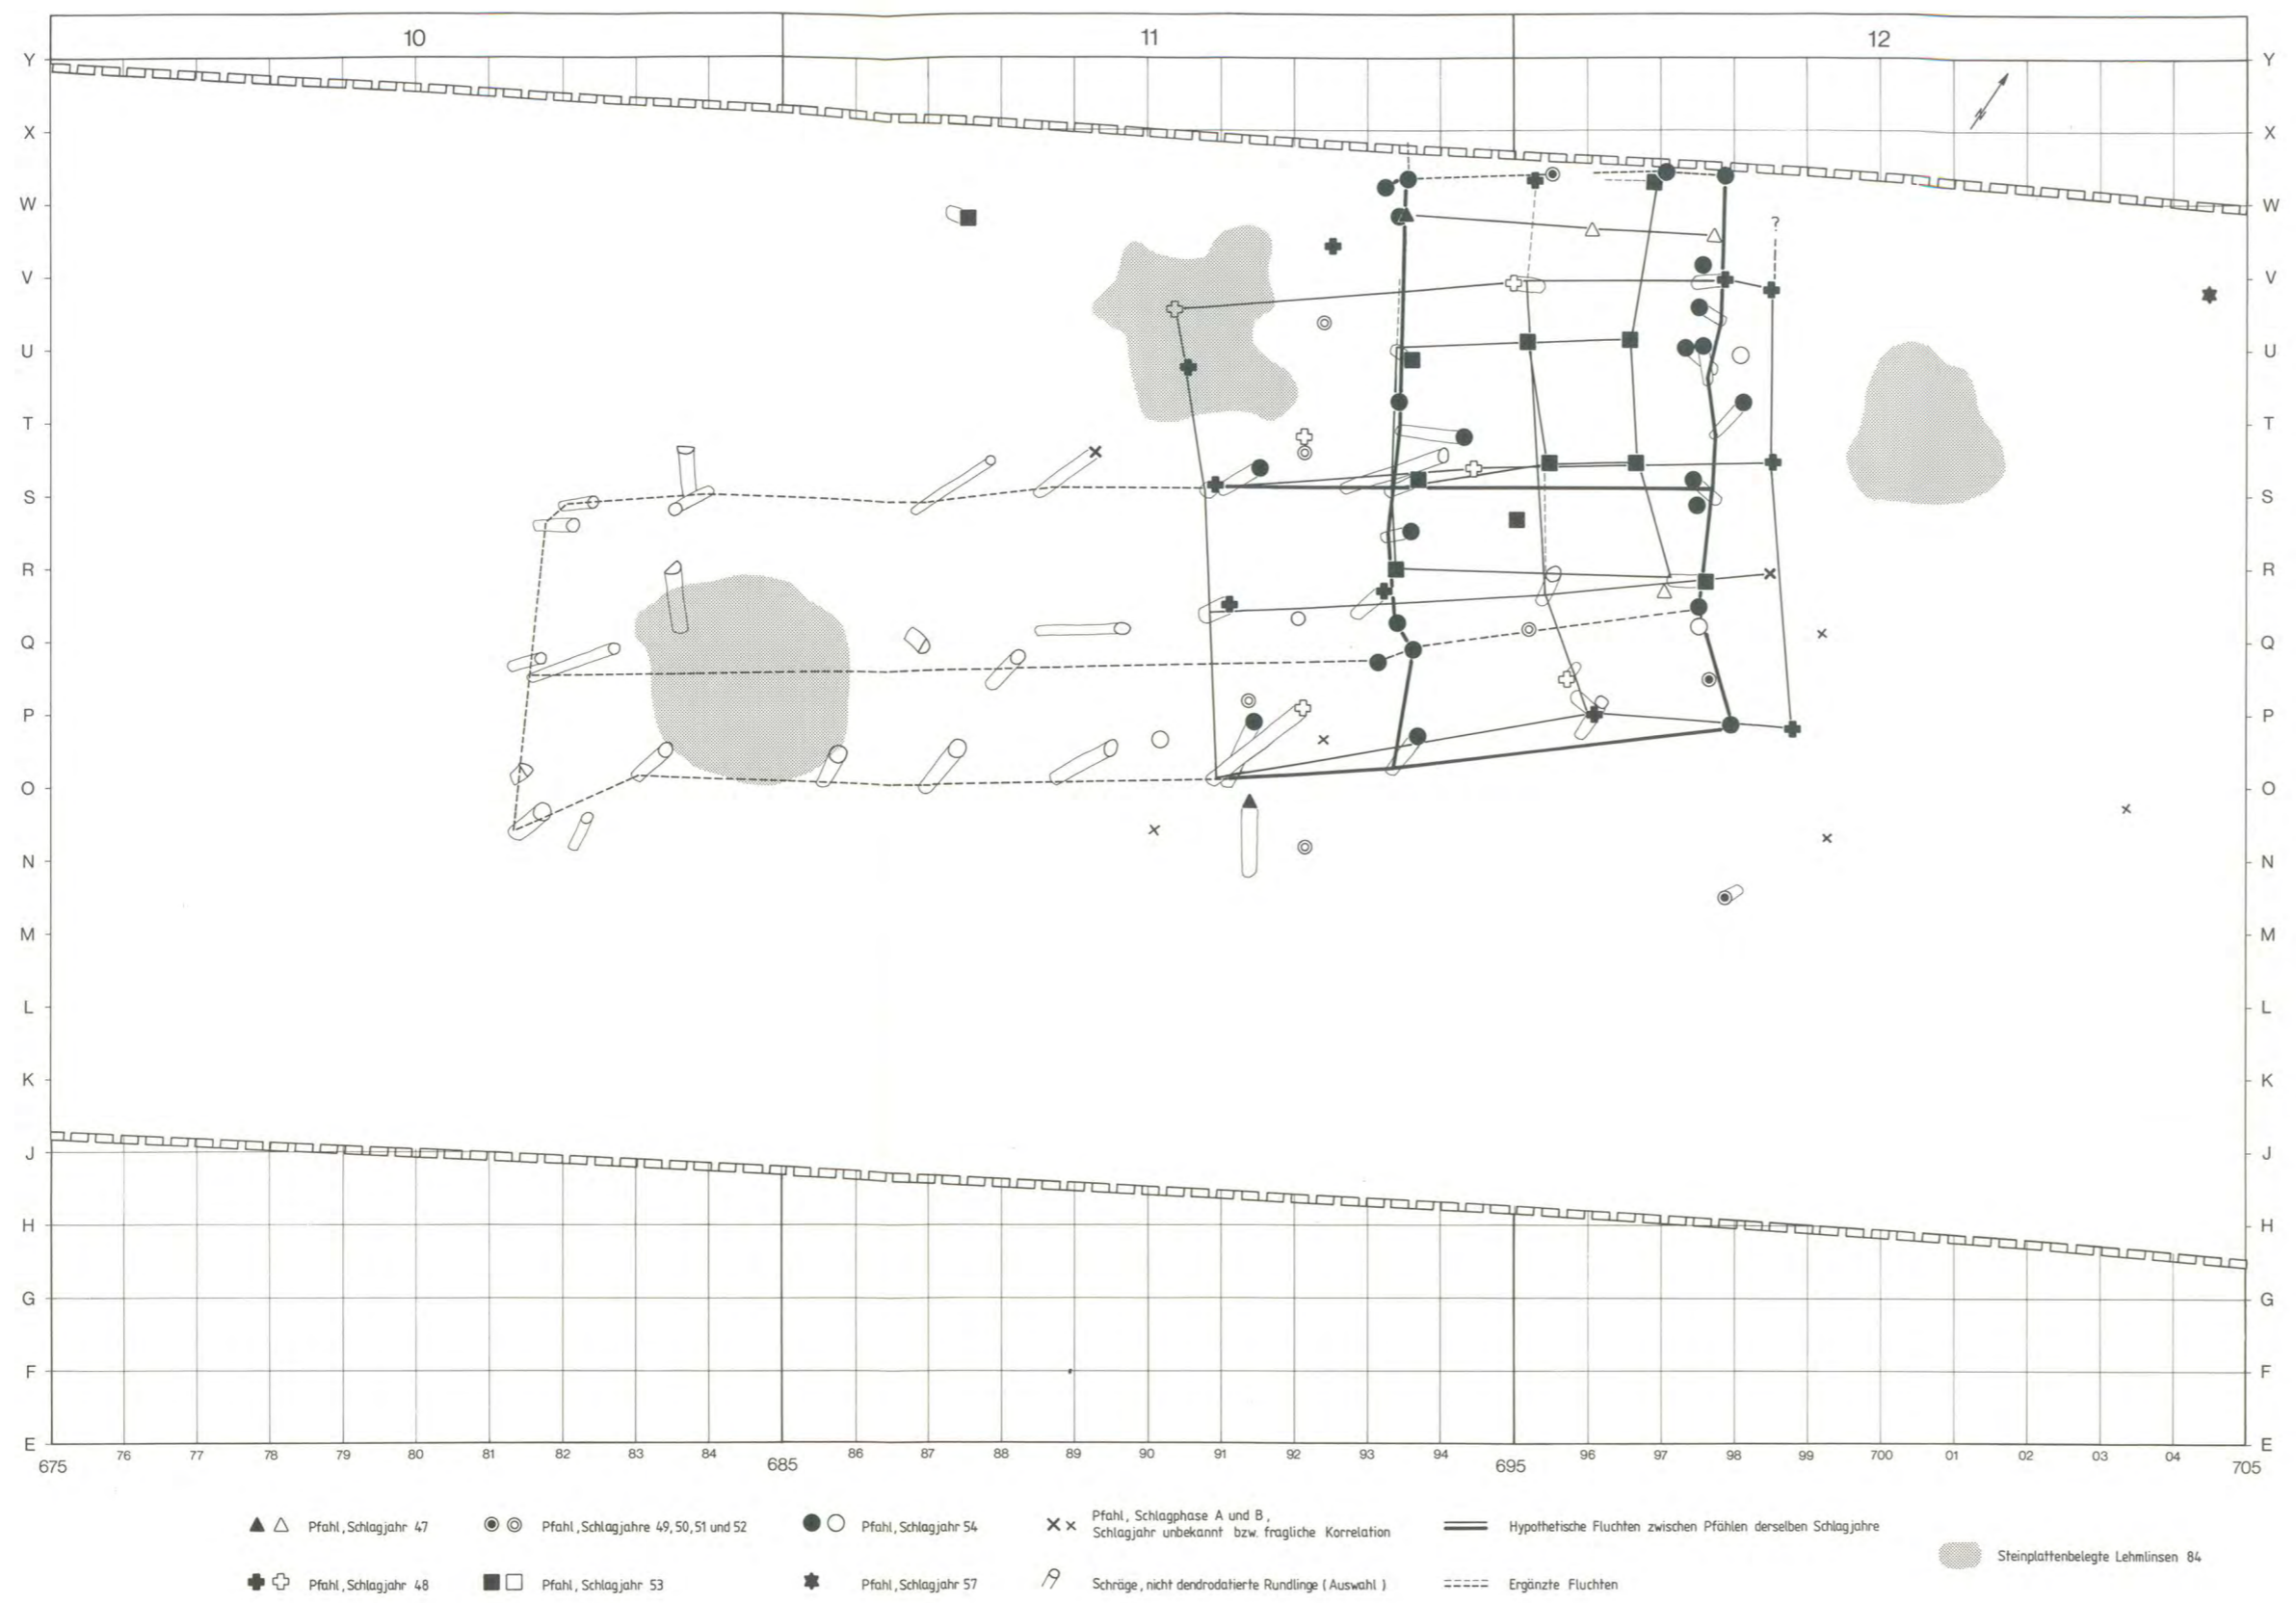 10 11 12
Y Y
X X
W W
?
V V
U U
T T
S S
R R
Q Q
P P
O O
N N
M M
L L
K K
J J
H H
G G
F F
E E
76 77 78 79 80 81 82 83 84 86 87 88 89 90 91 92 93 94 96 97 98 99 700 01 02 03 04
675 685 695 705
Pfahl, Schlagjahr 47
Pfahl, Schlagjahre 49, 50, 51 und 52
Pfahl, Schlagjahr 54
Pfahl, Schlagphase A und B,
Schlagjahr unbekannt bzw. fragliche Korrelation
Hypothetische Fluchten zwischen Pfählen derselben Schlagjahre
Steinplattenbelegte Lehmlinsen 84
Pfahl, Schlagjahr 48
Pfahl, Schlagjahr 53
Pfahl, Schlagjahr 57
Schräge, nicht dendrodatierte Rundlinge (Auswahl)
Ergänzte Fluchten